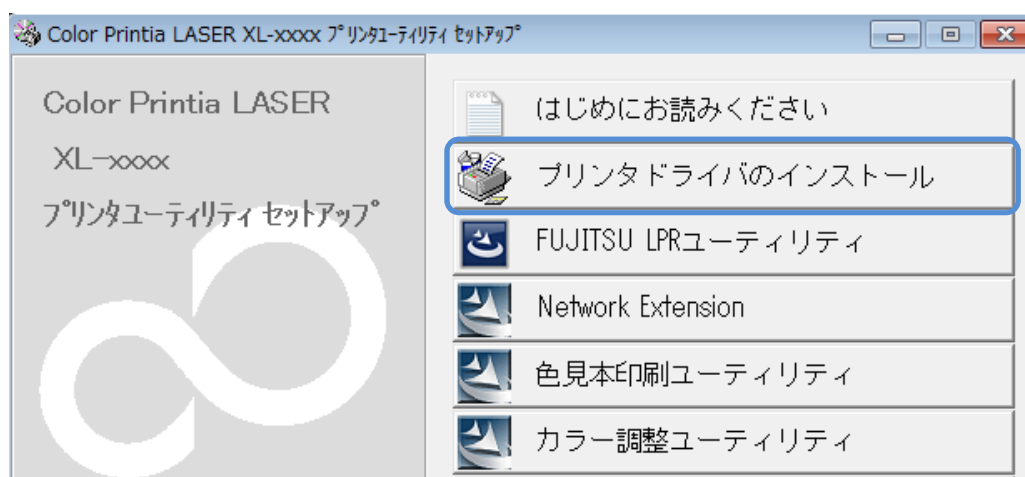 Color Printia LASER XL-xxxx プリンタユーティリティ セットアップ
Color Printia LASER
XL-xxxx
プリンタユーティリティ セットアップ
はじめにお読みください
プリンタドライバのインストール
FUJITSU LPRユーティリティ
Network Extension
色見本印刷ユーティリティ
カラー調整ユーティリティ